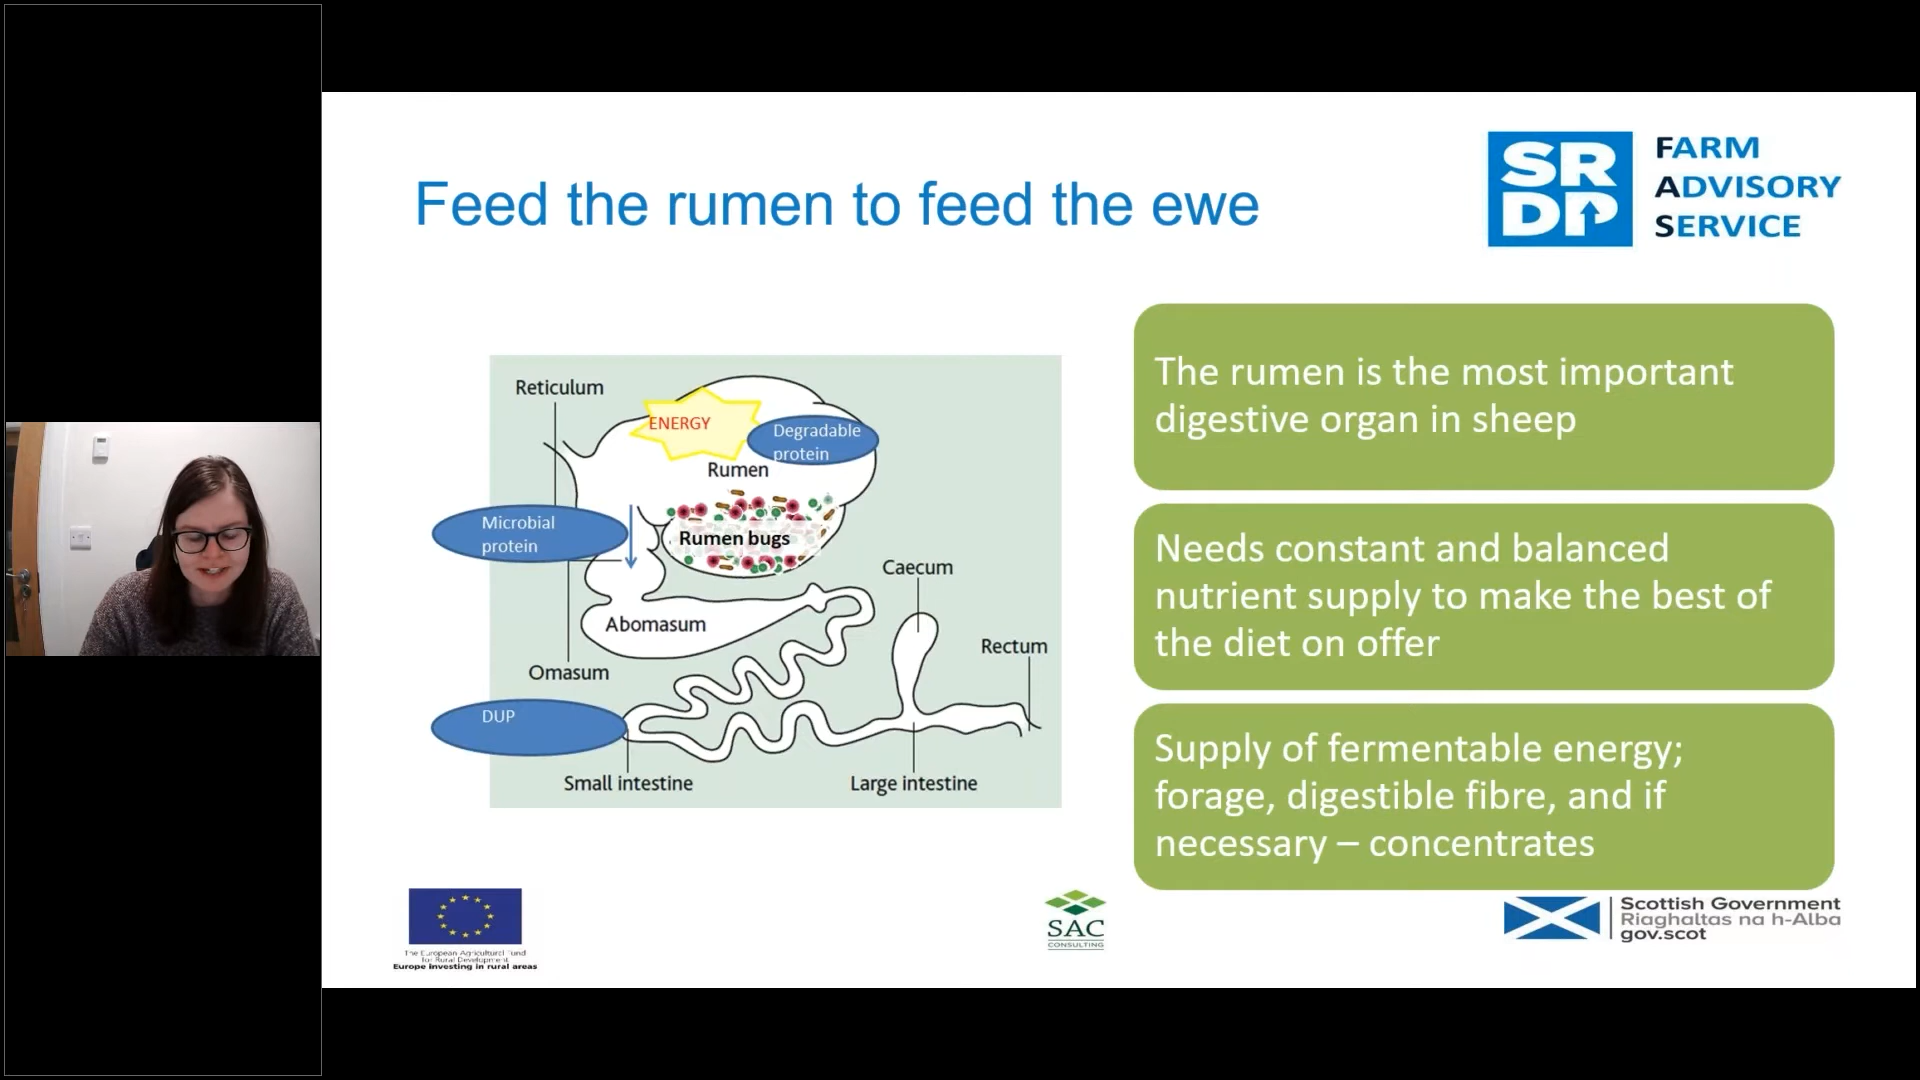 Feed the rumen to feed the ewe
SR
DP
FARM
ADVISORY
SERVICE
Reticulum
ENERGY
Degradable
protein
Rumen
Microbial
protein
Rumen bugs
Caecum
Abomasum
Rectum
Omasum
DUP
Small intestine
Large intestine
The rumen is the most important
digestive organ in sheep
Needs constant and balanced
nutrient supply to make the best of
the diet on offer
Supply of fermentable energy;
forage, digestible fibre, and if
necessary – concentrates
The European Agricultural Fund
for Rural Development
Europe investing in rural areas
SAC
CONSULTING
Scottish Government
Riaghaltas na h-Alba
gov.scot